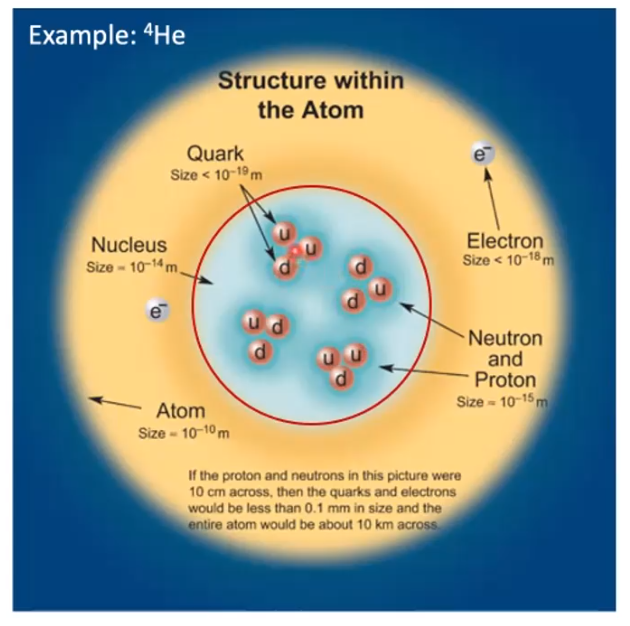 Example: ⁴He
Structure within
the Atom
Quark
Size < 10⁻¹⁹ m
e⁻
Nucleus
Size ≈ 10⁻¹⁴ m
Electron
Size < 10⁻¹⁸ m
u
u
d
d
u
d
e⁻
u d
d
u u
d
Neutron
and
Proton
Size ≈ 10⁻¹⁵ m
Atom
Size ≈ 10⁻¹⁰ m
If the proton and neutrons in this picture were
10 cm across, then the quarks and electrons
would be less than 0.1 mm in size and the
entire atom would be about 10 km across.